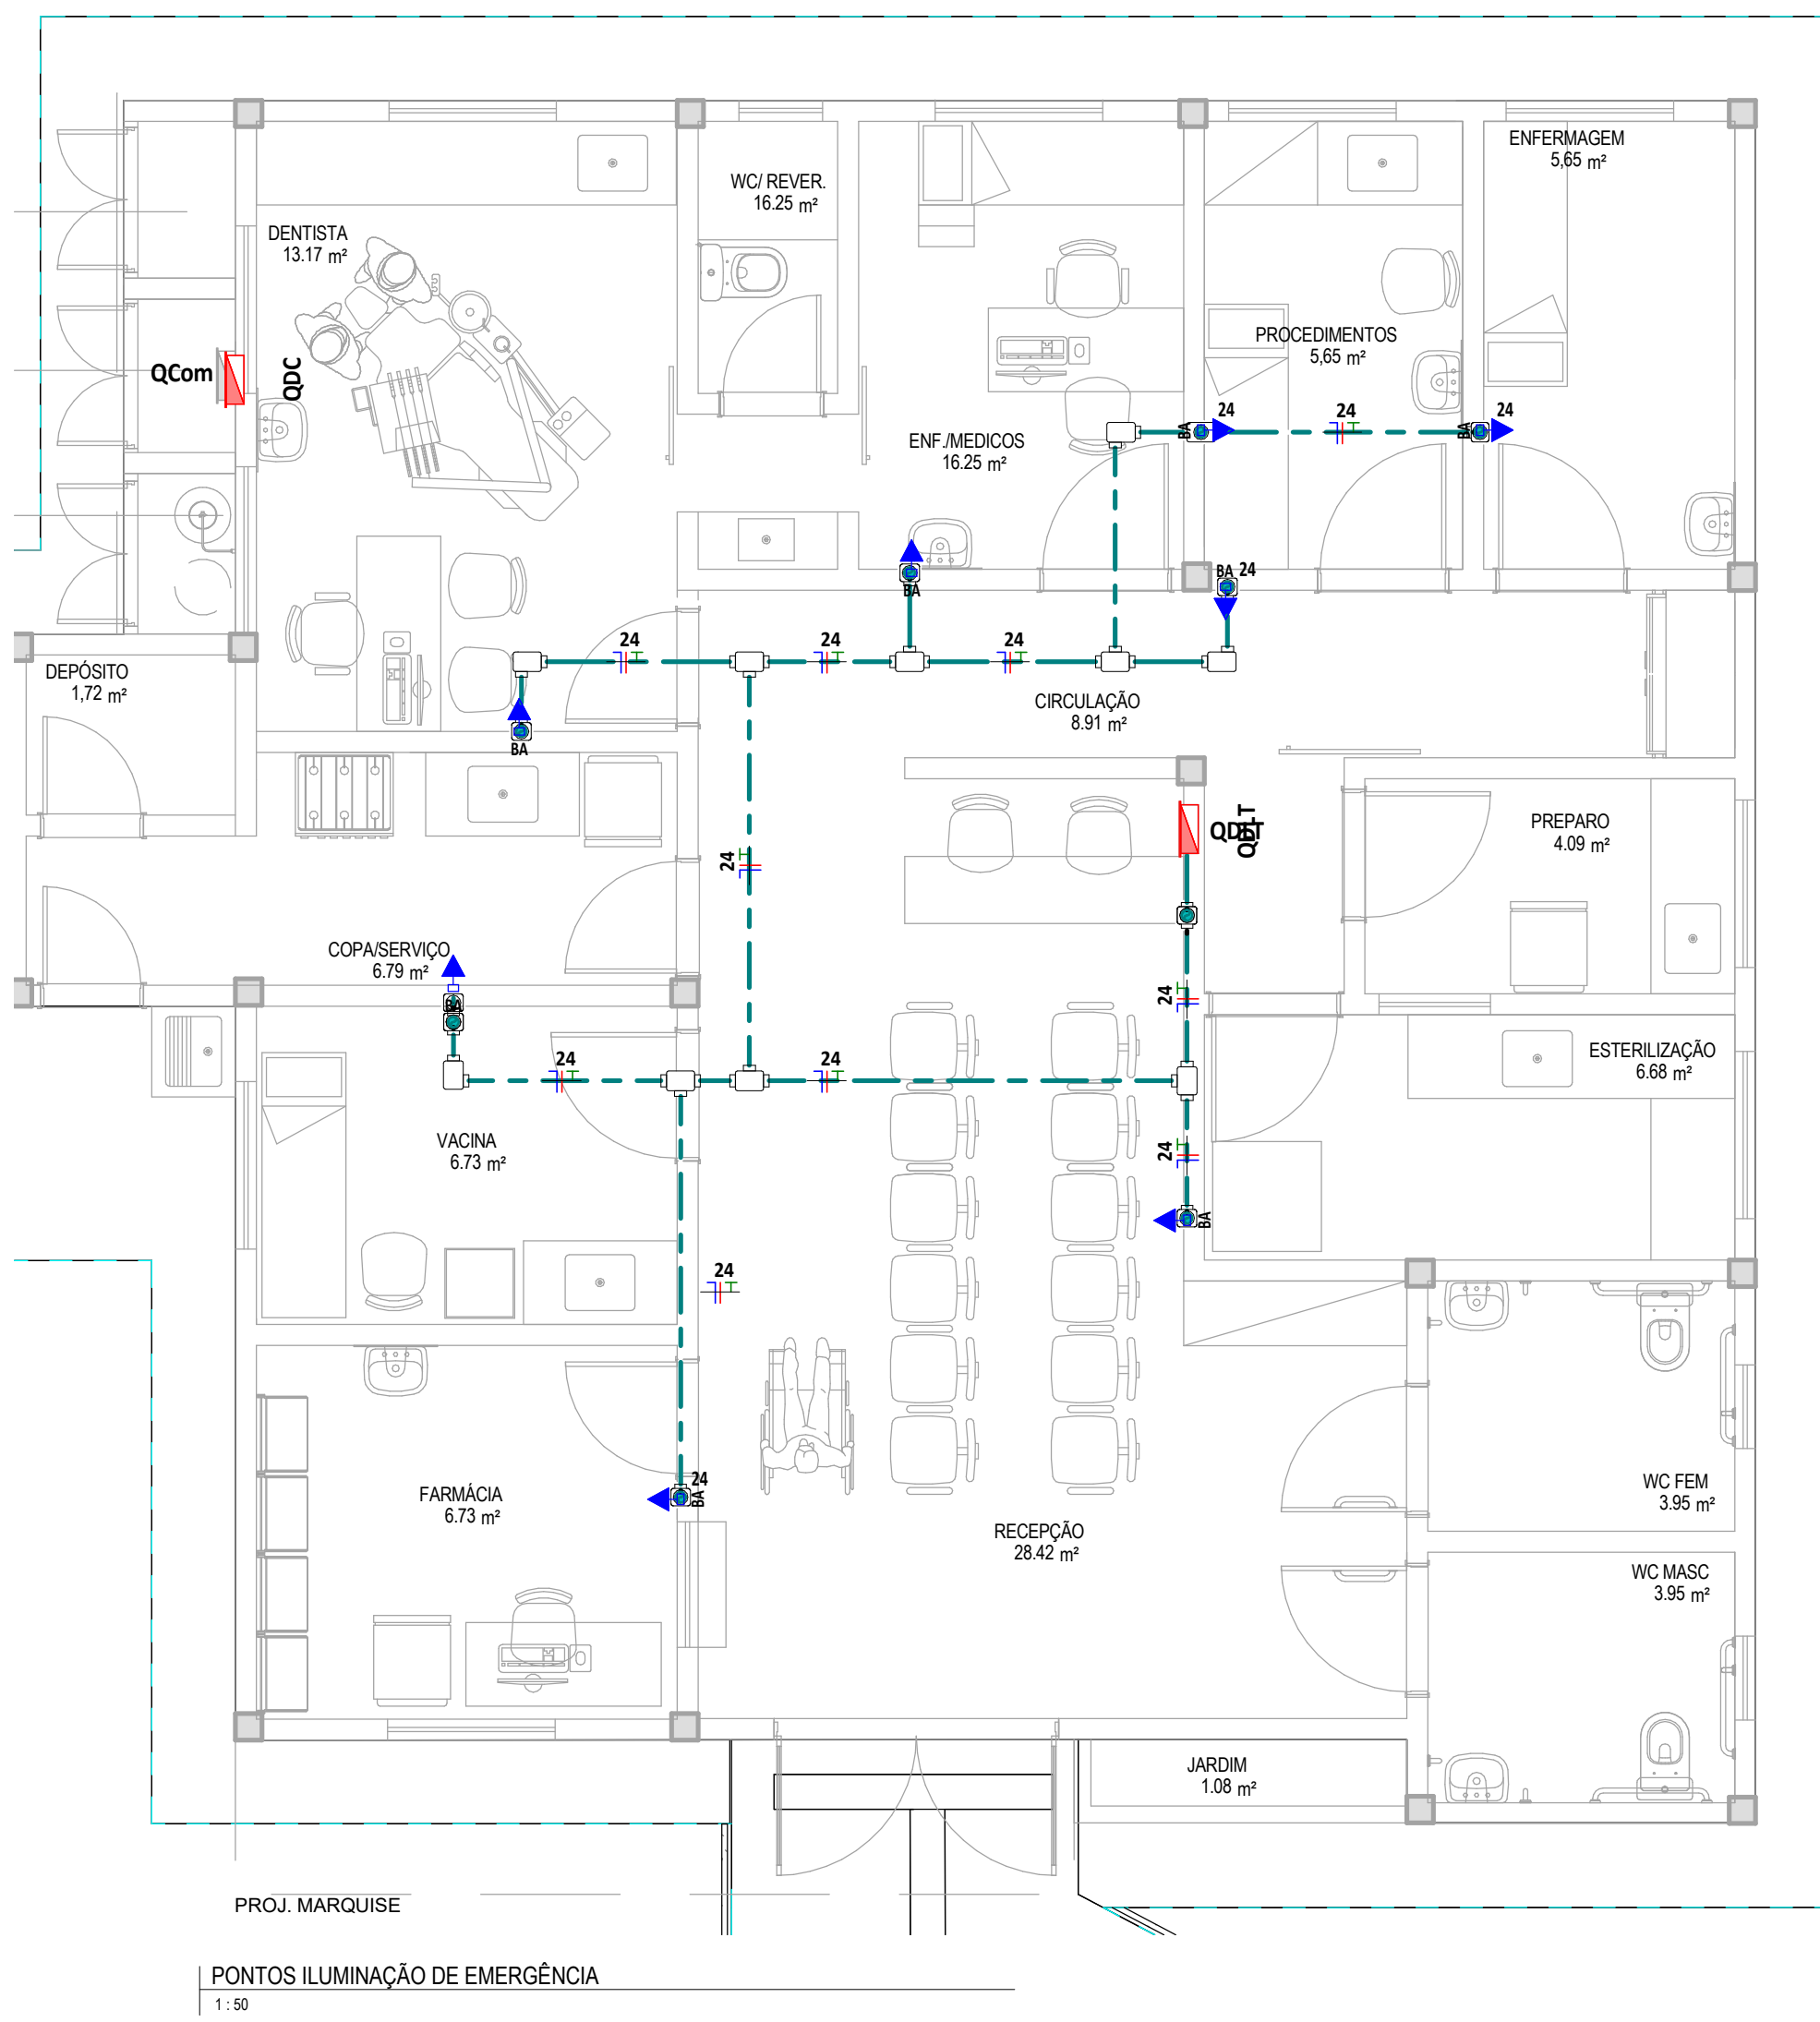 ENFERMAGEM
5,65 m²
WC/ REVER.
16.25 m²
DENTISTA
13.17 m²
PROCEDIMENTOS
5,65 m²
QCom
QDC
24
24
24
BA
BA
ENF./MEDICOS
16.25 m²
BA
BA 24
24
24
24
DEPÓSITO
1,72 m²
CIRCULAÇÃO
8.91 m²
BA
QDLT
QDLT
PREPARO
4.09 m²
24
COPA/SERVIÇO
6.79 m²
BA
24
24
24
ESTERILIZAÇÃO
6.68 m²
VACINA
6.73 m²
24
BA
24
FARMÁCIA
6.73 m²
24
BA
WC FEM
3.95 m²
RECEPÇÃO
28.42 m²
WC MASC
3.95 m²
JARDIM
1.08 m²
PROJ. MARQUISE
PONTOS ILUMINAÇÃO DE EMERGÊNCIA
1 : 50